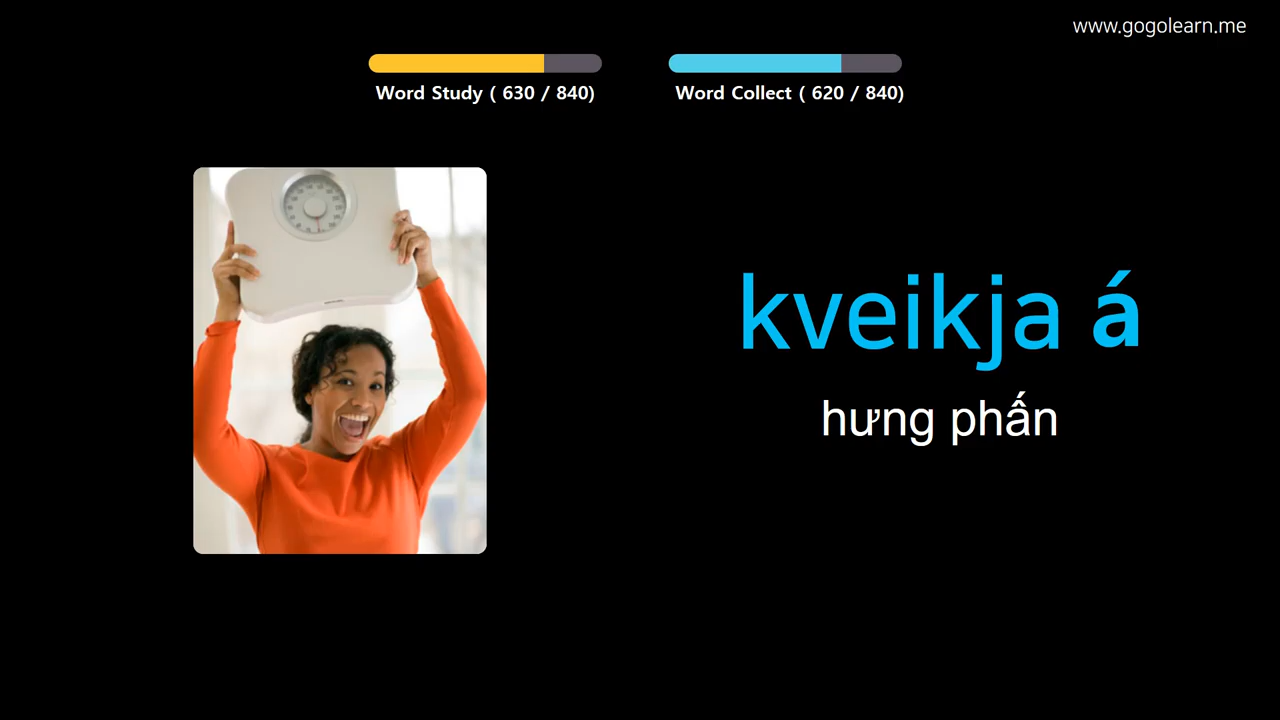 www.gogolearn.me
Word Study ( 630 / 840)
Word Collect ( 620 / 840)
kveikja á
hưng phấn